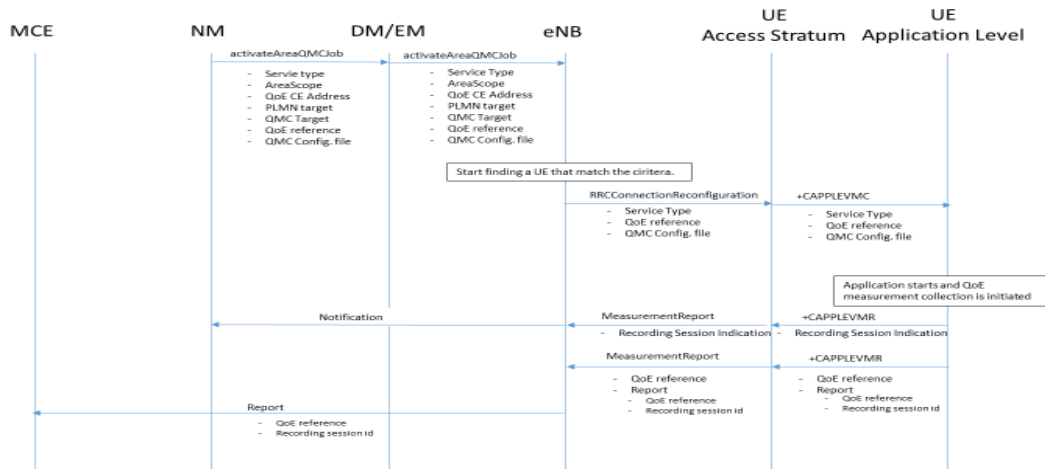 MCE
NM
DM/EM
eNB
UE
Access Stratum
UE
Application Level
activateAreaQMCJob
- Servie type
- AreaScope
- QoE CE Address
- PLMN target
- QMC Target
- QoE reference
- QMC Config. file
activateAreaQMCJob
- Service Type
- AreaScope
- QoE CE Address
- PLMN target
- QMC Target
- QoE reference
- QMC Config. file
Start finding a UE that match the ciritera.
RRCConnectionReconfiguration
- Service Type
- QoE reference
- QMC Config. file
+CAPPLEVMC
- Service Type
- QoE reference
- QMC Config. file
Application starts and QoE
measurement collection is initiated
Notification
MeasurementReport
- Recording Session Indication
+CAPPLEVMR
- Recording Session Indication
MeasurementReport
- QoE reference
- Report
- QoE reference
- Recording session id
+CAPPLEVMR
- QoE reference
- Report
- QoE reference
- Recording session id
Report
- QoE reference
- Recording session id